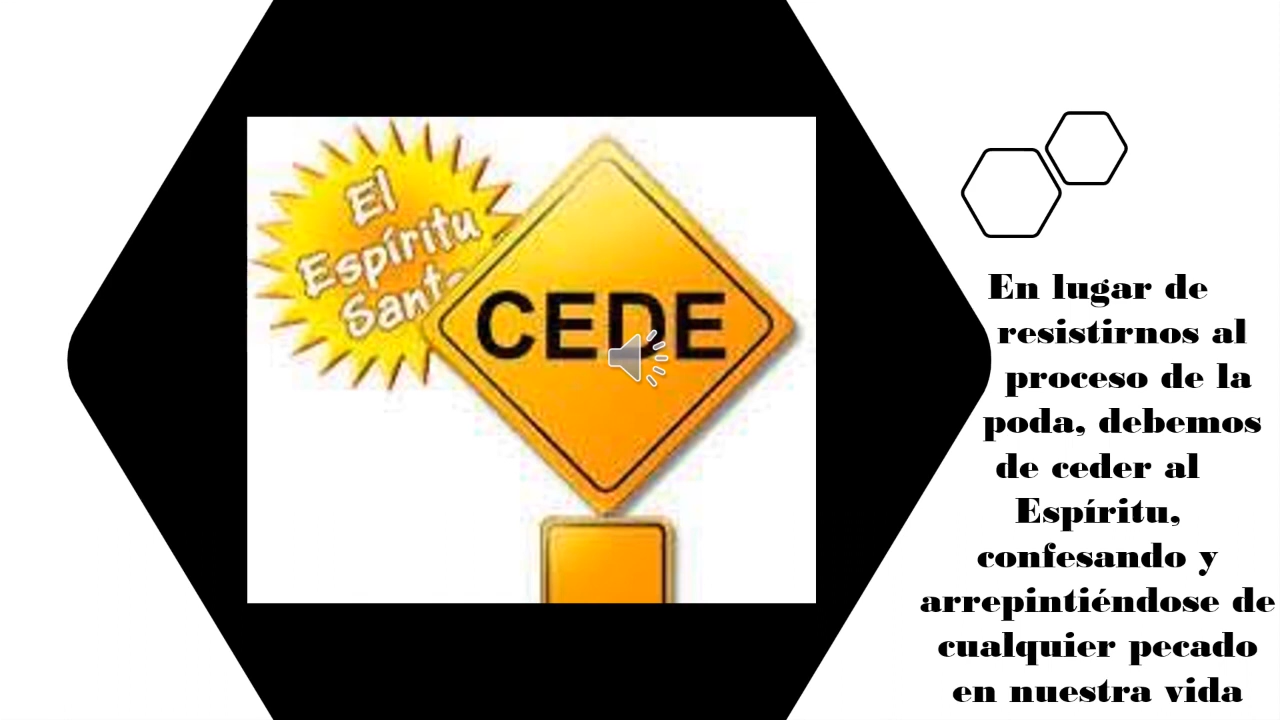 El
Espíritu
CEDE
En lugar de
resistirnos al
proceso de la
poda, debemos
de ceder al
Espíritu,
confesando y
arrepintiéndose de
cualquier pecado
en nuestra vida